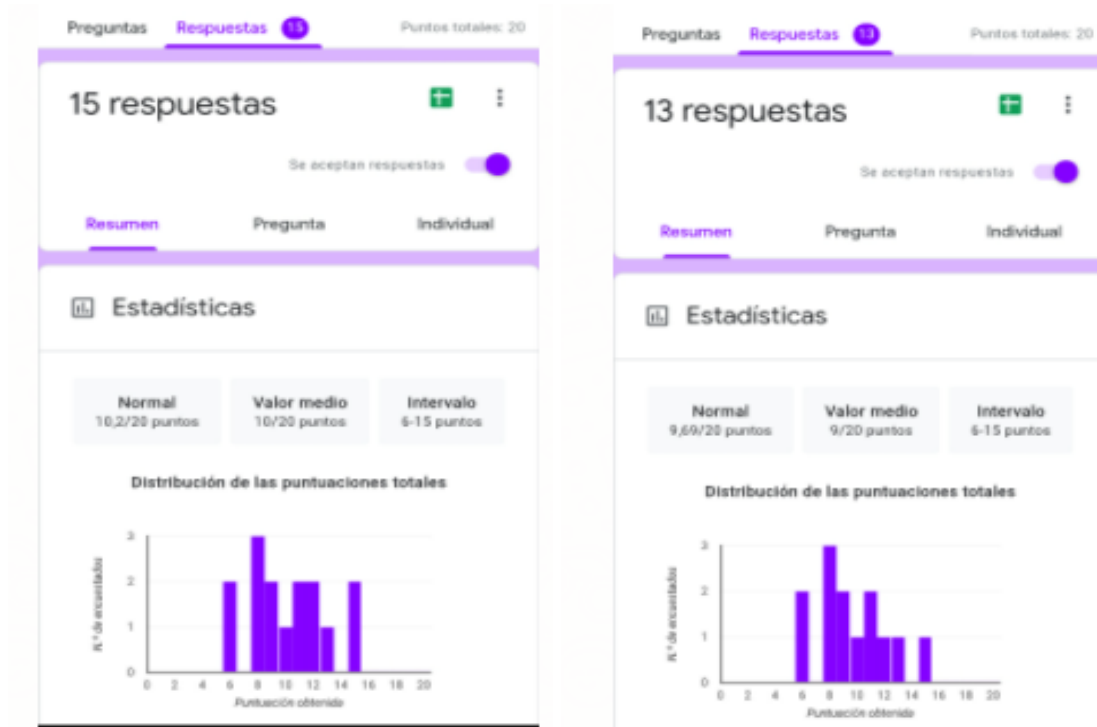 Preguntas Respuestas 15 Puntos totales: 20
15 respuestas
Se aceptan respuestas
Resumen Pregunta Individual
Estadísticas
Normal Valor medio Intervalo
10,2/20 puntos 10/20 puntos 6-15 puntos
Distribución de las puntuaciones totales
N.º de encuestados
3
2
1
0
0 2 4 6 8 10 12 14 16 18 20
Puntuación obtenida
Preguntas Respuestas 13 Puntos totales: 20
13 respuestas
Se aceptan respuestas
Resumen Pregunta Individual
Estadísticas
Normal Valor medio Intervalo
9,69/20 puntos 9/20 puntos 6-15 puntos
Distribución de las puntuaciones totales
N.º de encuestados
3
2
1
0
0 2 4 6 8 10 12 14 16 18 20
Puntuación obtenida